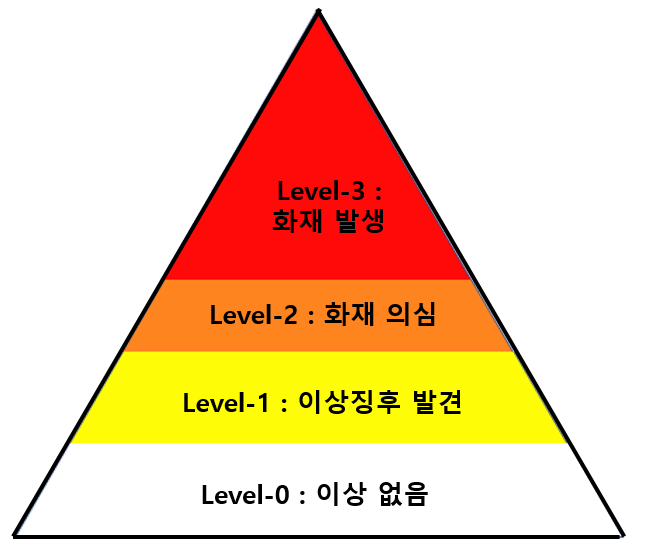 Level-3 :
화재 발생
Level-2 : 화재 의심
Level-1 : 이상징후 발견
Level-0 : 이상 없음